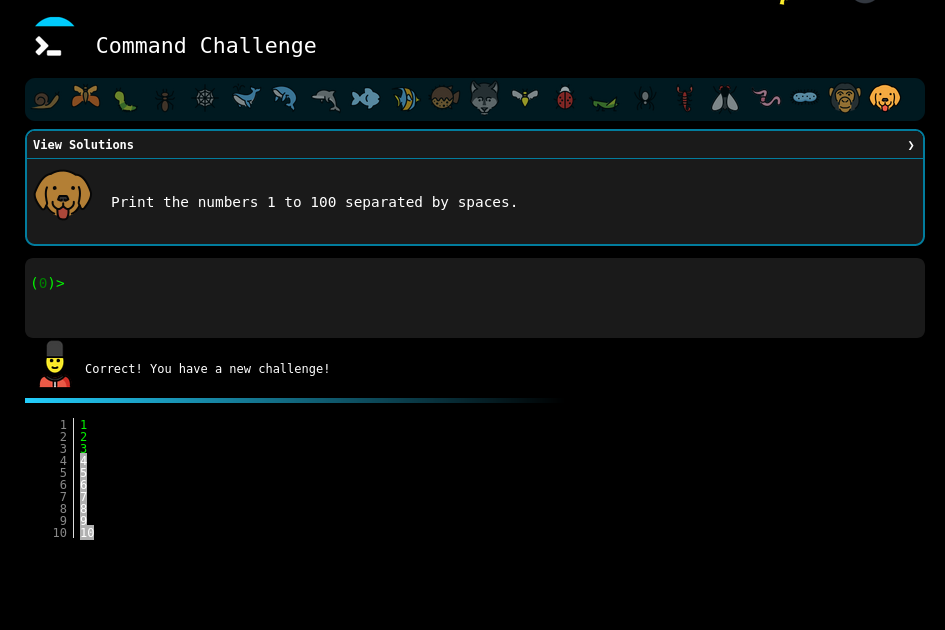 Command Challenge
View Solutions ❯
Print the numbers 1 to 100 separated by spaces.
(0)>
Correct! You have a new challenge!
1 1
2 2
3 3
4 4
5 5
6 6
7 7
8 8
9 9
10 10